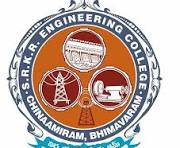 S.R.K.R. ENGINEERING COLLEGE
CHINAAMIRAM, BHIMAVARAM